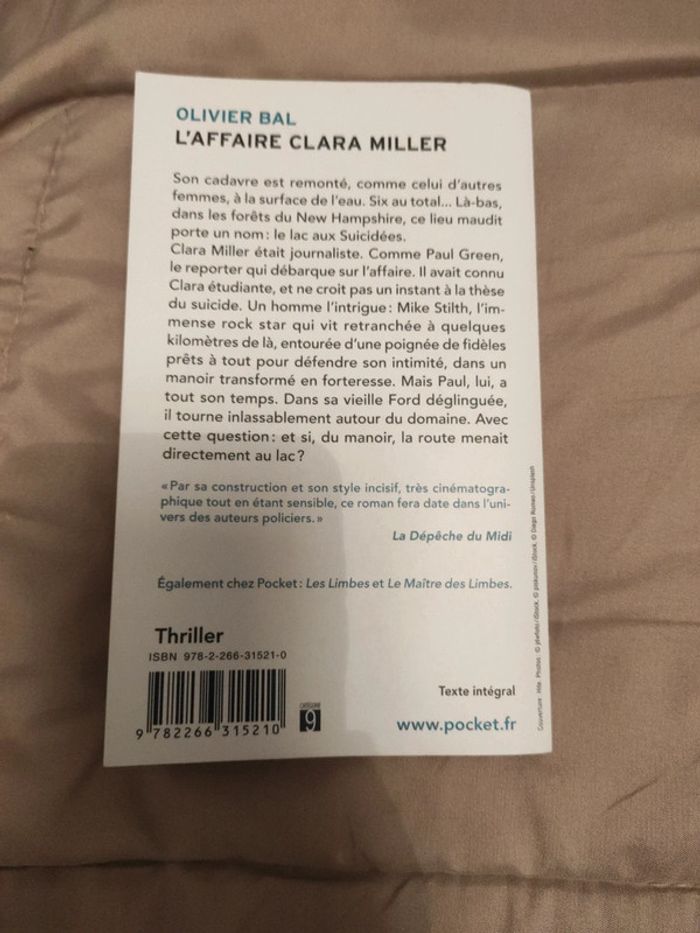 OLIVIER BAL
L'AFFAIRE CLARA MILLER
Son cadavre est remonté, comme celui d'autres
femmes, à la surface de l'eau. Six au total... Là-bas,
dans les forêts du New Hampshire, ce lieu maudit
porte un nom : le lac aux Suicidées.
Clara Miller était journaliste. Comme Paul Green,
le reporter qui débarque sur l'affaire. Il avait connu
Clara étudiante, et ne croit pas un instant à la thèse
du suicide. Un homme l'intrigue : Mike Stilth, l'im-
mense rock star qui vit retranchée à quelques
kilomètres de là, entourée d'une poignée de fidèles
prêts à tout pour défendre son intimité, dans un
manoir transformé en forteresse. Mais Paul, lui, a
tout son temps. Dans sa vieille Ford déglinguée,
il tourne inlassablement autour du domaine. Avec
cette question : et si, du manoir, la route menait
directement au lac ?
« Par sa construction et son style incisif, très cinématogra-
phique tout en étant sensible, ce roman fera date dans l'uni-
vers des auteurs policiers. »
La Dépêche du Midi
Également chez Pocket : Les Limbes et Le Maître des Limbes.
Thriller
ISBN 978-2-266-31521-0
9 782266 315210
CATÉGORIE
9
Texte intégral
www.pocket.fr
Couverture : Hito. Photos : © / iStock, © / iStock, © Diego / Unsplash